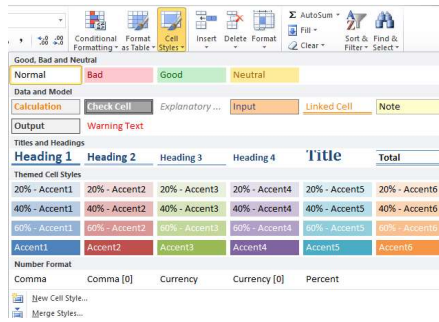 Σ AutoSum
Fill
Clear
Conditional Formatting
Format as Table
Cell Styles
Insert
Delete
Format
Sort & Filter
Find & Select
Good, Bad and Neutral
Normal Bad Good Neutral
Data and Model
Calculation Check Cell Explanatory ... Input Linked Cell Note
Output Warning Text
Titles and Headings
Heading 1 Heading 2 Heading 3 Heading 4 Title Total
Themed Cell Styles
20% - Accent1 20% - Accent2 20% - Accent3 20% - Accent4 20% - Accent5 20% - Accent6
40% - Accent1 40% - Accent2 40% - Accent3 40% - Accent4 40% - Accent5 40% - Accent6
60% - Accent1 60% - Accent2 60% - Accent3 60% - Accent4 60% - Accent5 60% - Accent6
Accent1 Accent2 Accent3 Accent4 Accent5 Accent6
Number Format
Comma Comma [0] Currency Currency [0] Percent
New Cell Style...
Merge Styles...